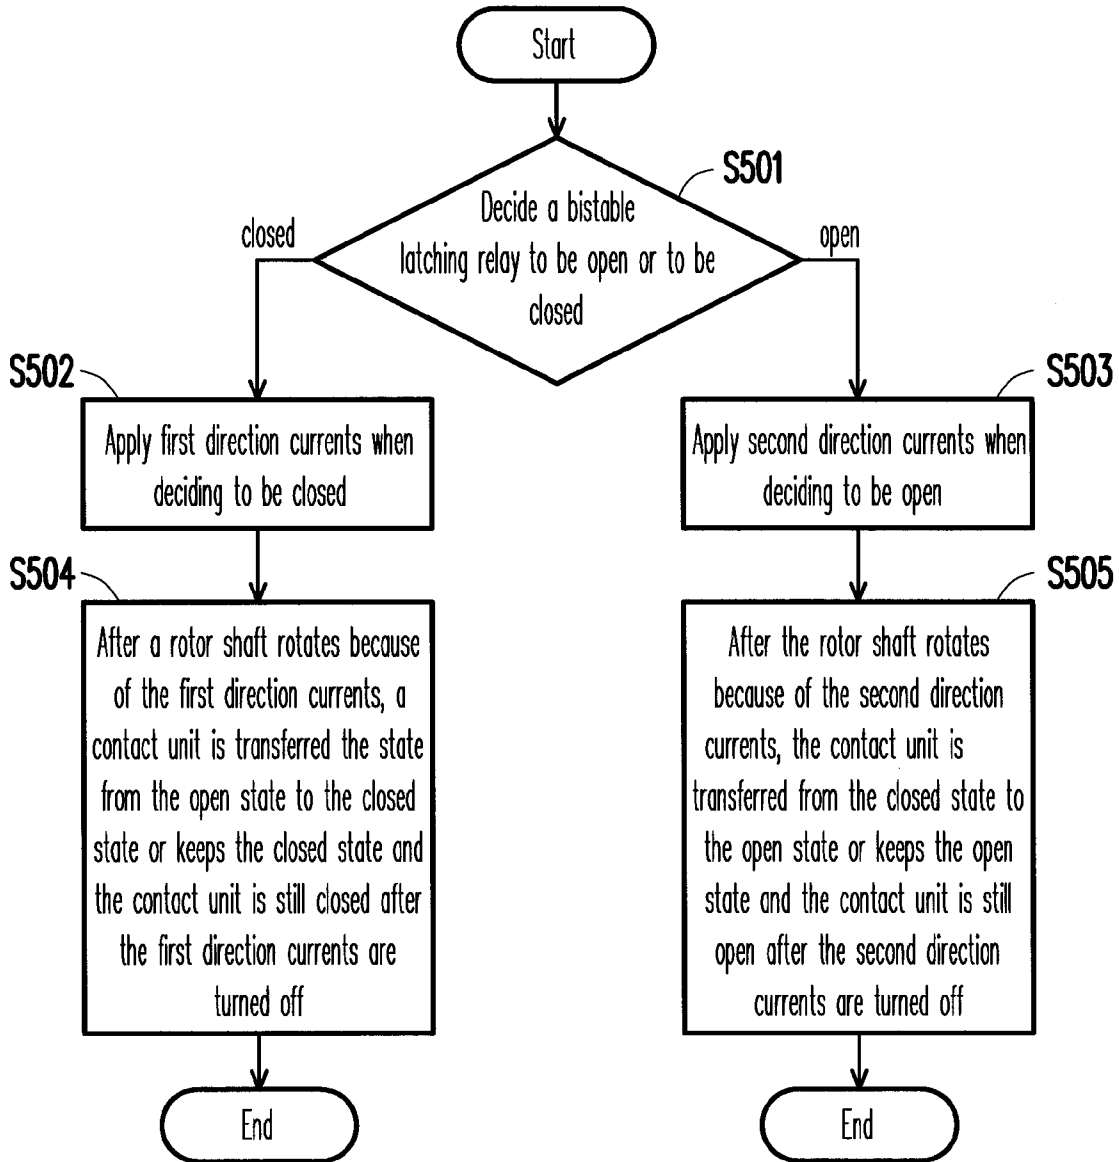 Start
S501
Decide a bistable
latching relay to be open or to be
closed
closed
open
S502
Apply first direction currents when
deciding to be closed
S503
Apply second direction currents when
deciding to be open
S504
After a rotor shaft rotates because
of the first direction currents, a
contact unit is transferred the state
from the open state to the closed
state or keeps the closed state and
the contact unit is still closed after
the first direction currents are
turned off
S505
After the rotor shaft rotates
because of the second direction
currents, the contact unit is
transferred from the closed state to
the open state or keeps the open
state and the contact unit is still
open after the second direction
currents are turned off
End
End